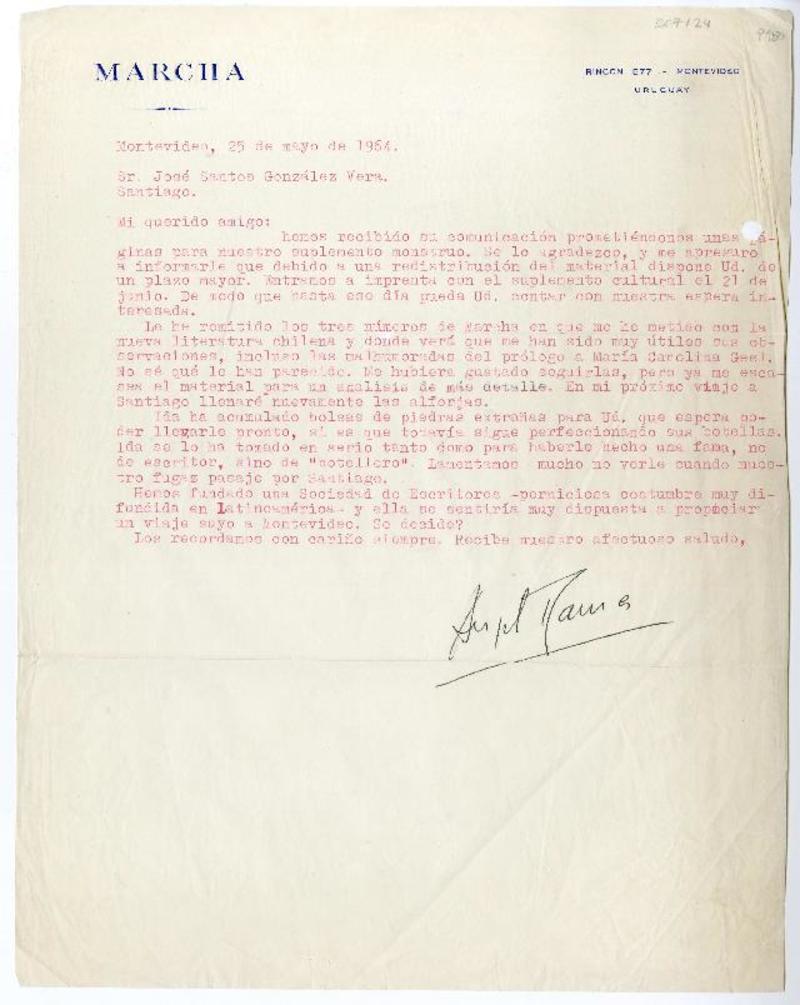 MARCHA
RINCON 577 - MONTEVIDEO
URUGUAY
Montevideo, 25 de mayo de 1964.
Sr. José Santos González Vera.
Santiago.
Mi querido amigo:
hemos recibido su comunicación prometiéndonos unas pá-
ginas para nuestro suplemento monstruo. Se lo agradezco, y me apresuro
a informarle que debido a una redistribución del material dispone Ud. de
un plazo mayor. Entramos a imprenta con el suplemento cultural el 21 de
junio. De modo que hasta ese día pueda Ud. contar con nuestra espera in-
teresada.
Le he remitido los tres números de Marcha en que me he metido con la
nueva literatura chilena y donde verá que me han sido muy útiles sus ob-
servaciones, incluso las malhumoradas del prólogo a María Carolina Geel.
No sé qué le han parecido. Me hubiera gustado seguirlas, pero ya me esca-
sea el material para un análisis de más detalle. En mi próximo viaje a
Santiago llenaré nuevamente las alforjas.
Ida ha acumulado bolsas de piedras extrañas para Ud. que espera po-
der llevarle pronto, si es que todavía sigue perfeccionando sus botellas.
Ida se lo ha tomado en serio tanto como para haberle hecho una fama, no
de escritor, sino de "botellero". Lamentamos mucho no verle cuando nues-
tro fugaz pasaje por Santiago.
Hemos fundado una Sociedad de Escritores -perniciosa costumbre muy di-
fundida en Latinoamérica- y ella se sentiría muy dispuesta a propiciar
un viaje suyo a Montevideo. Se decide?
Los recordamos con cariño siempre. Reciba nuestro afectuoso saludo,
Angel Rama